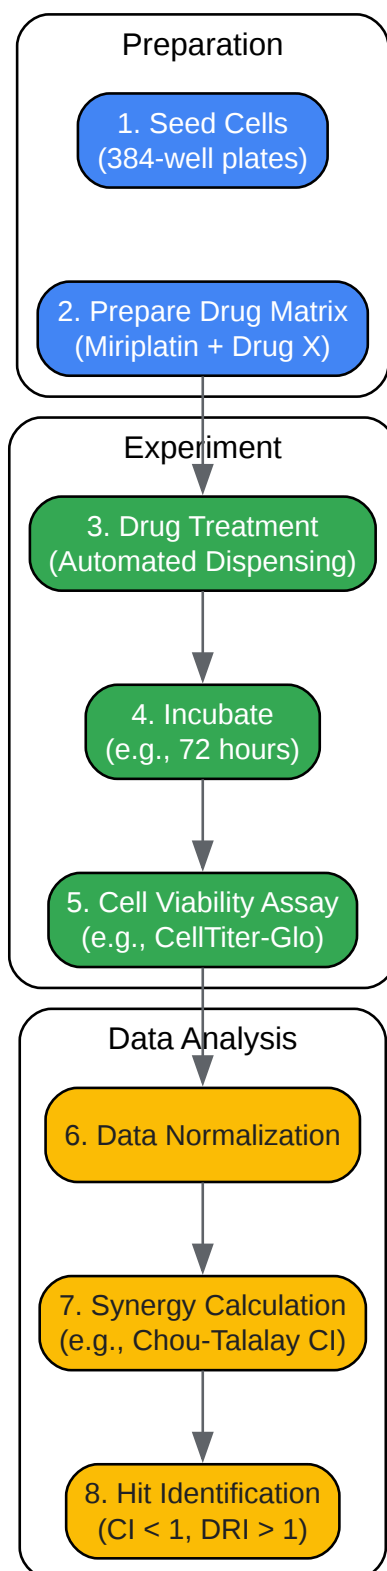 Preparation
1. Seed Cells
(384-well plates)
2. Prepare Drug Matrix
(Miriplatin + Drug X)
Experiment
3. Drug Treatment
(Automated Dispensing)
4. Incubate
(e.g., 72 hours)
5. Cell Viability Assay
(e.g., CellTiter-Glo)
Data Analysis
6. Data Normalization
7. Synergy Calculation
(e.g., Chou-Talalay CI)
8. Hit Identification
(CI < 1, DRI > 1)